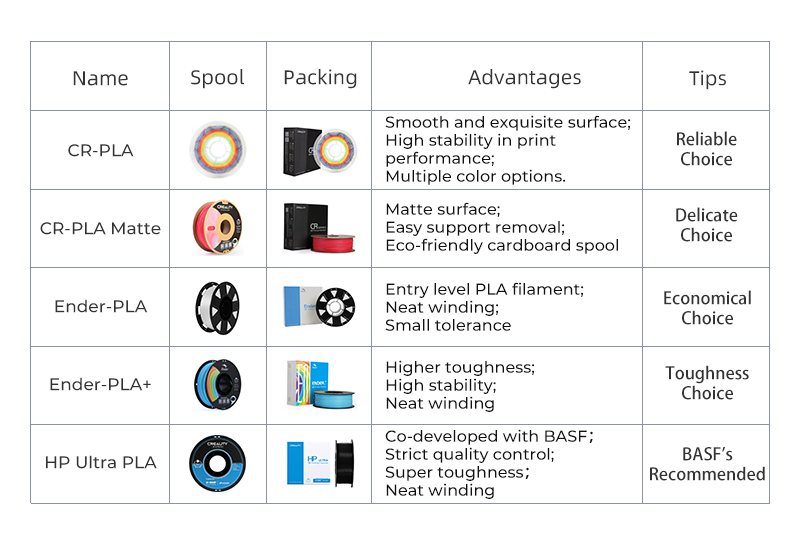 Name Spool Packing Advantages Tips
CR-PLA
Smooth and exquisite surface;
High stability in print
performance;
Multiple color options.
Reliable
Choice
CR-PLA Matte
Matte surface;
Easy support removal;
Eco-friendly cardboard spool
Delicate
Choice
Ender-PLA
Entry level PLA filament;
Neat winding;
Small tolerance
Economical
Choice
Ender-PLA+
Higher toughness;
High stability;
Neat winding
Toughness
Choice
CREALITY
HP
HP Ultra PLA
Co-developed with BASF;
Strict quality control;
Super toughness;
Neat winding
BASF's
Recommended